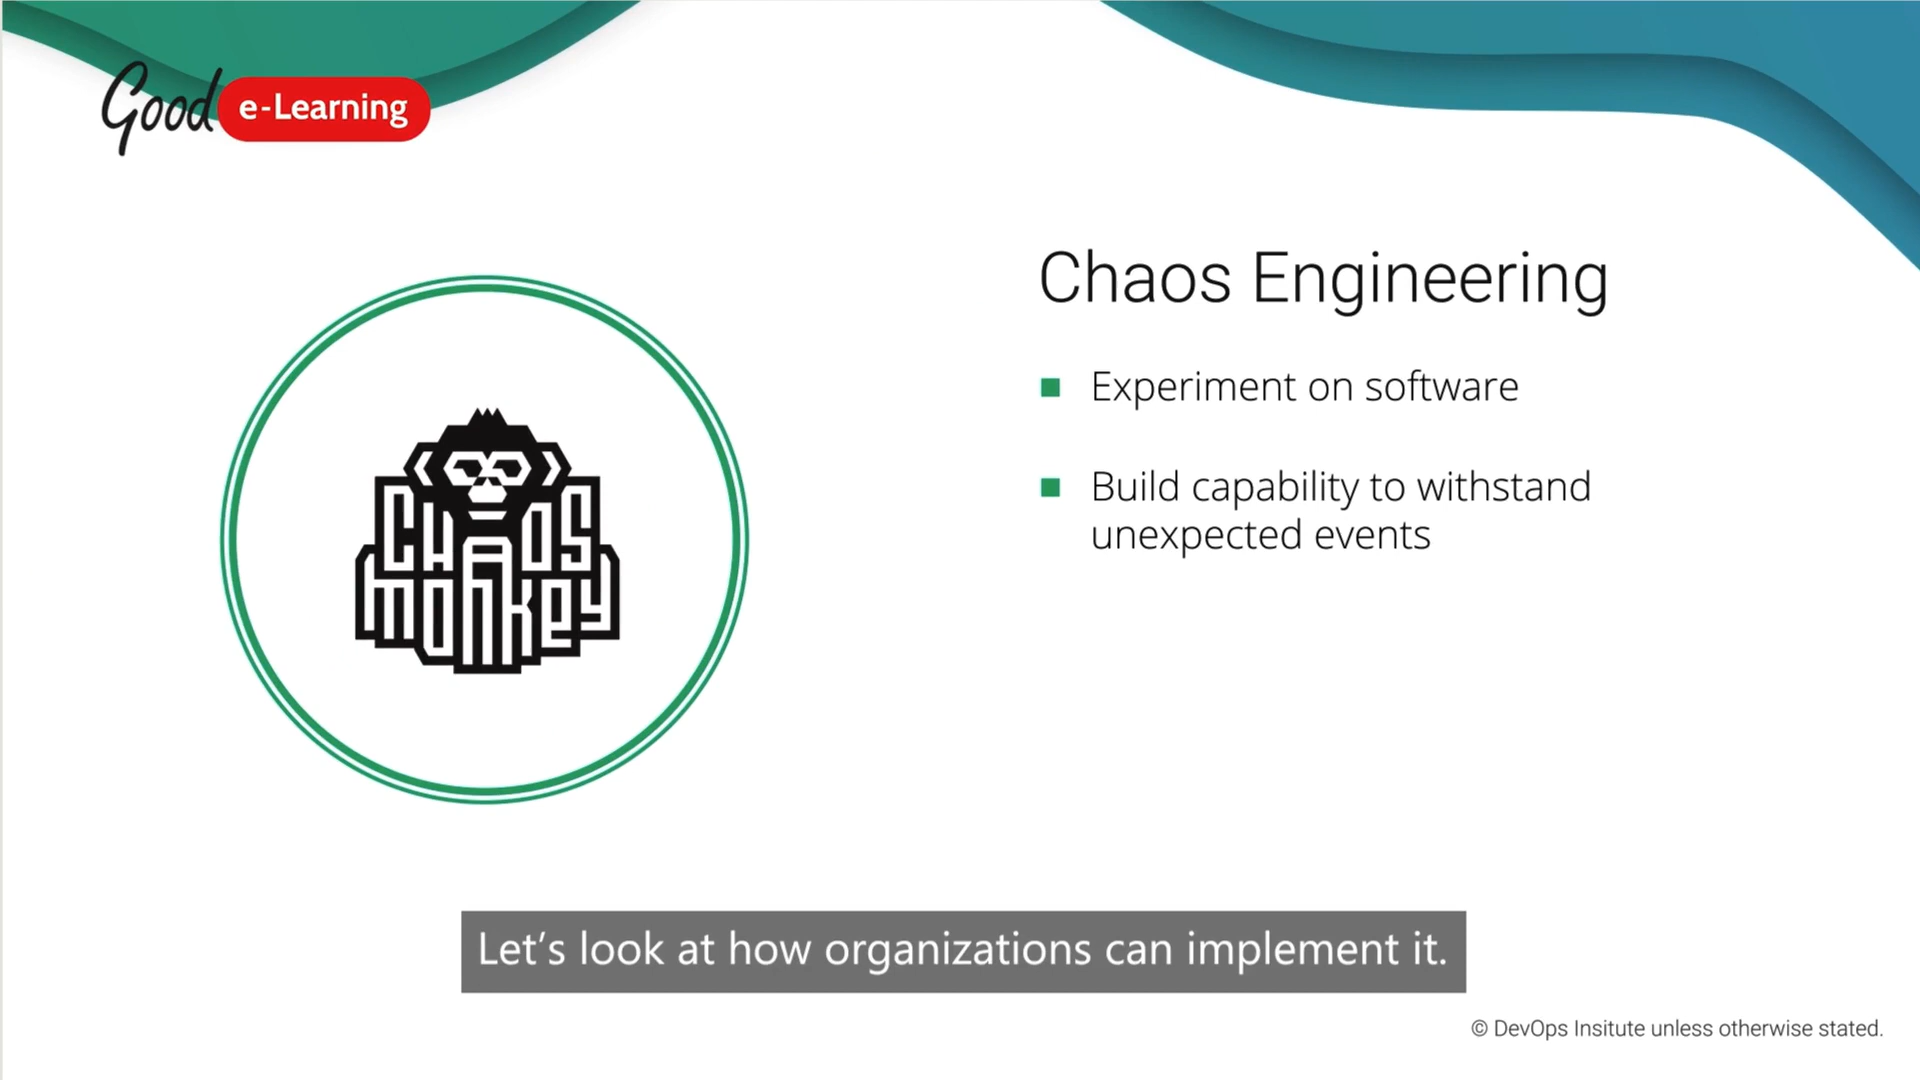 Good e-Learning
Chaos Engineering
Experiment on software
Build capability to withstand
unexpected events
CHAOS
monkey
Let’s look at how organizations can implement it.
© DevOps Insitute unless otherwise stated.